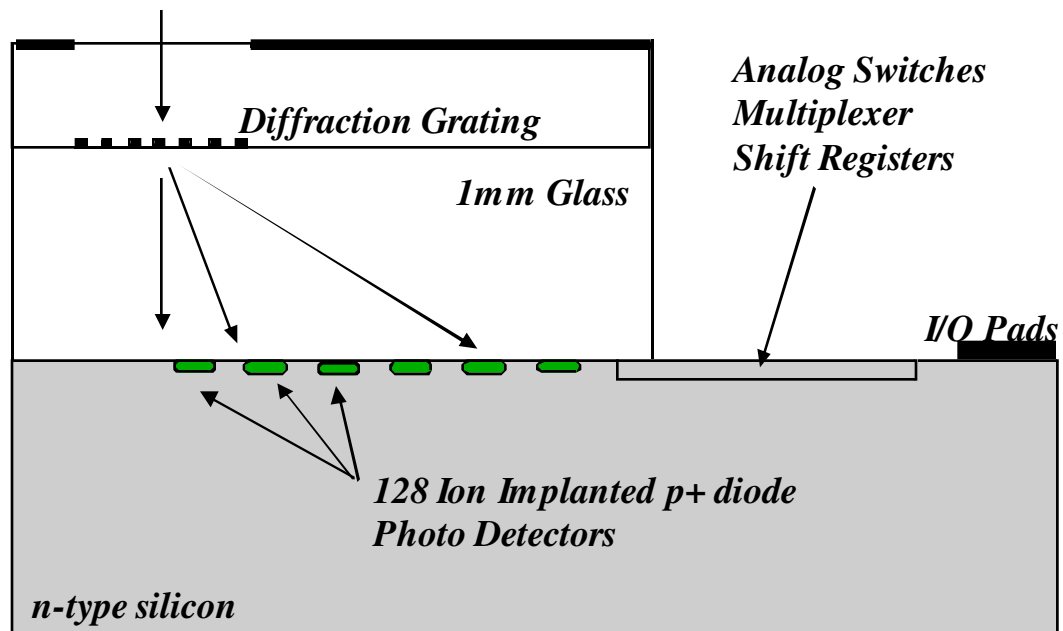 Diffraction Grating
1mm Glass
Analog Switches
Multiplexer
Shift Registers
I/O Pads
128 Ion Implanted p+ diode
Photo Detectors
n-type silicon